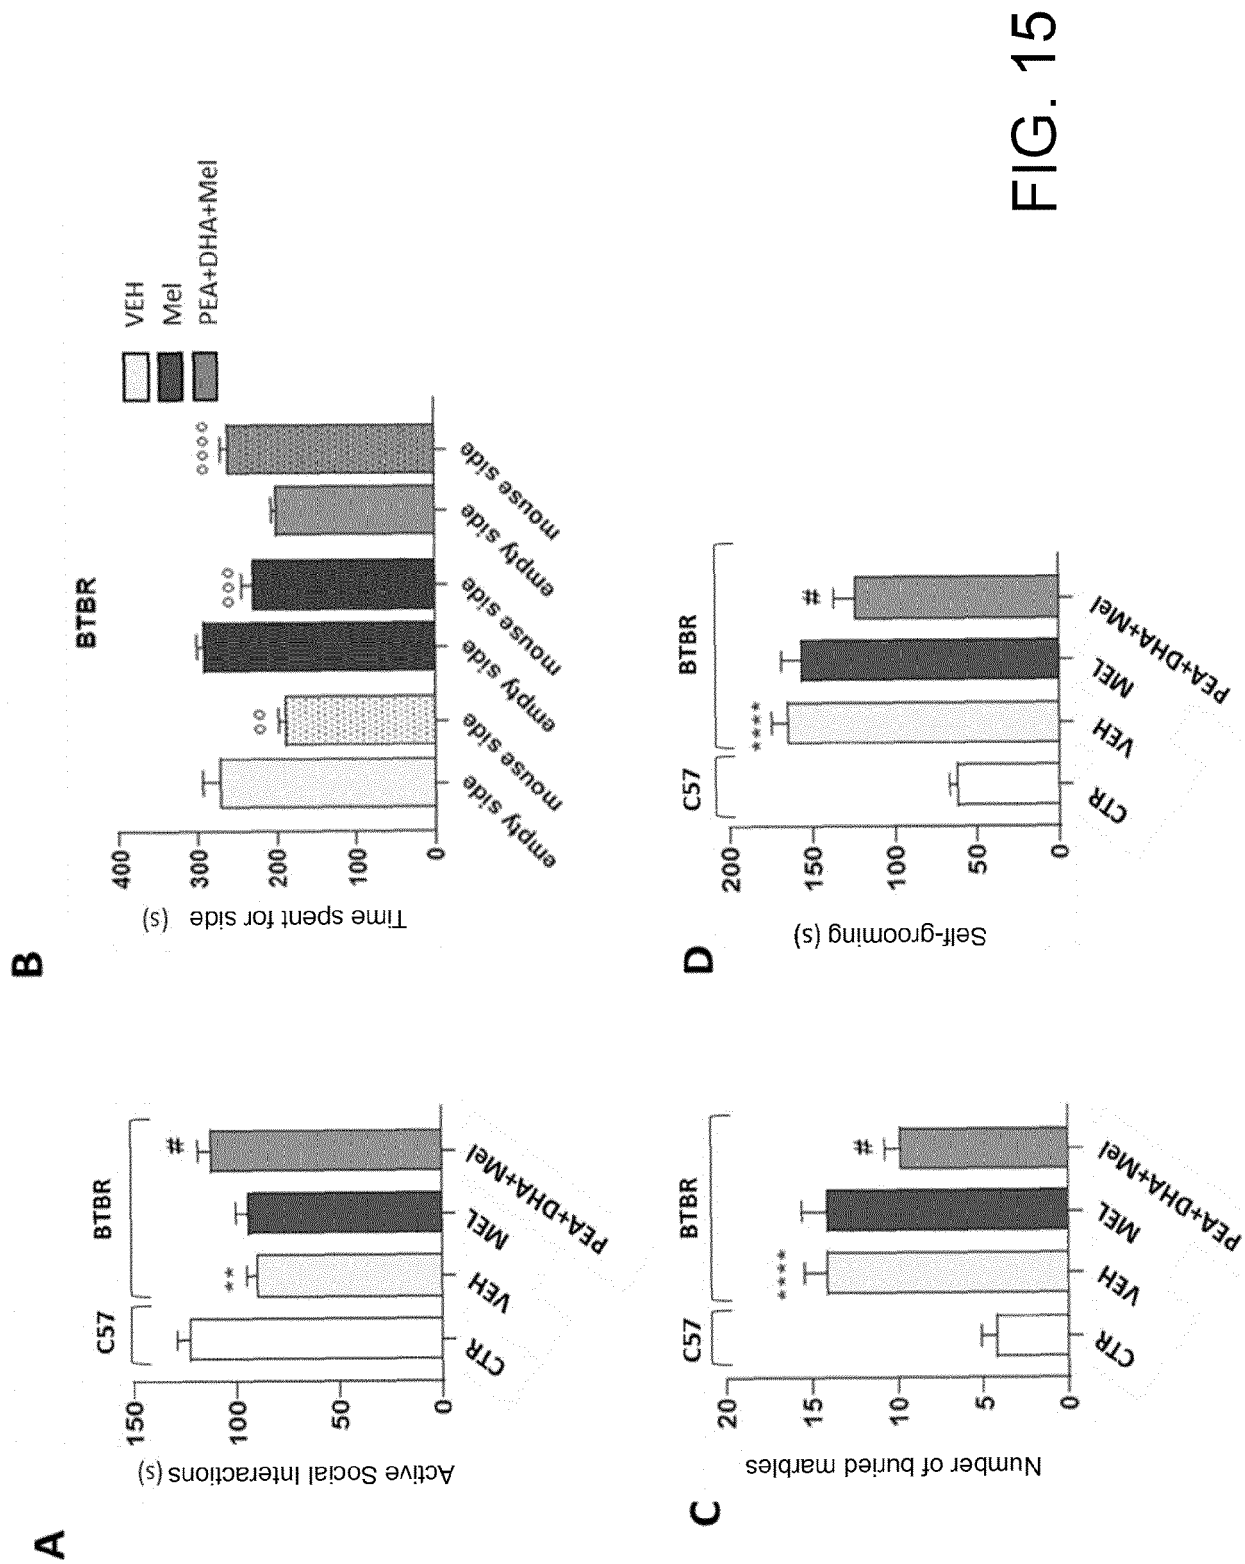 A
Active Social Interactions (s)
150
100
50
0
C57
BTBR
**
#
CTR
VEH
MEL
PEA+DHA+Mel
B
BTBR
Time spent for side (s)
400
300
200
100
0
°°
°°°
°°°°
empty side
mouse side
empty side
mouse side
empty side
mouse side
VEH
Mel
PEA+DHA+Mel
C
Number of buried marbles
20
15
10
5
0
C57
BTBR
****
#
CTR
VEH
MEL
PEA+DHA+Mel
D
Self-grooming (s)
200
150
100
50
0
C57
BTBR
****
#
CTR
VEH
MEL
PEA+DHA+Mel
FIG. 15